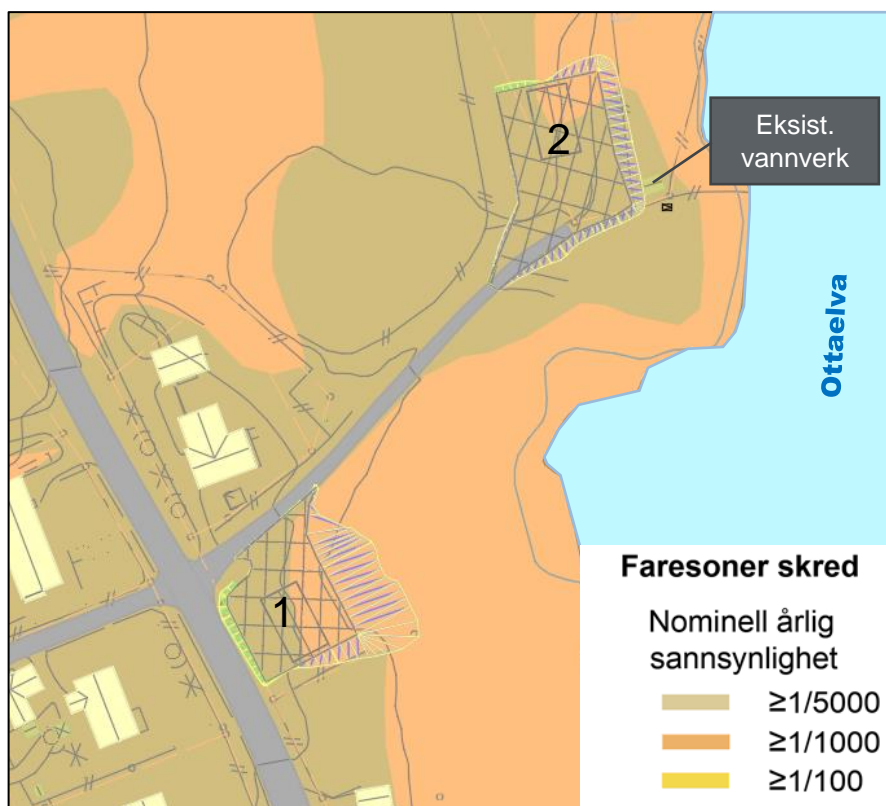 2
Eksist.
vannverk
Ottaelva
1
Faresoner skred
Nominell årlig
sannsynlighet
≥1/5000
≥1/1000
≥1/100